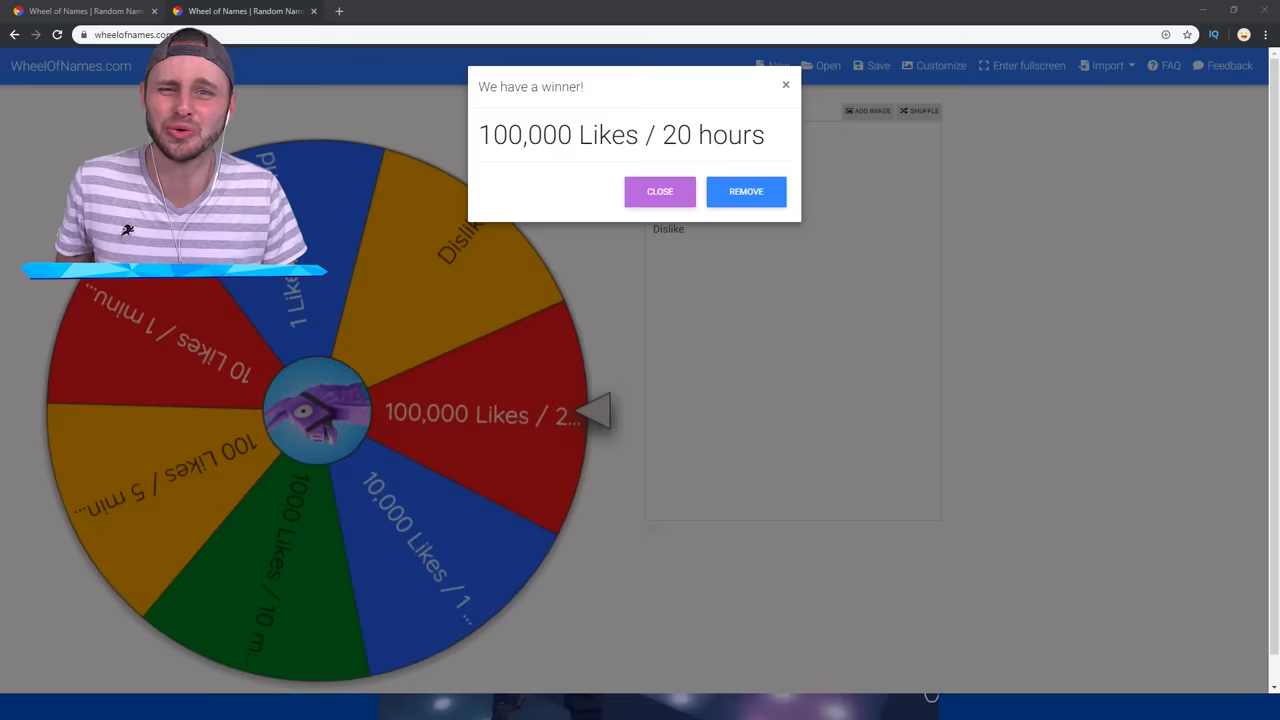 Wheel of Names | Random Nam
Wheel of Names | Random Nam
wheelofnames.com
WheelOfNames.com
New
Open
Save
Customize
Enter fullscreen
Import
FAQ
Feedback
We have a winner!
×
100,000 Likes / 20 hours
CLOSE
REMOVE
ADD IMAGE
SHUFFLE
Dislike
Dislik
1 Like
10 Likes / 1 minu...
100 Likes / 5 min...
1000 Likes / 10 m...
10,000 Likes / 1 ...
100,000 Likes / 2...